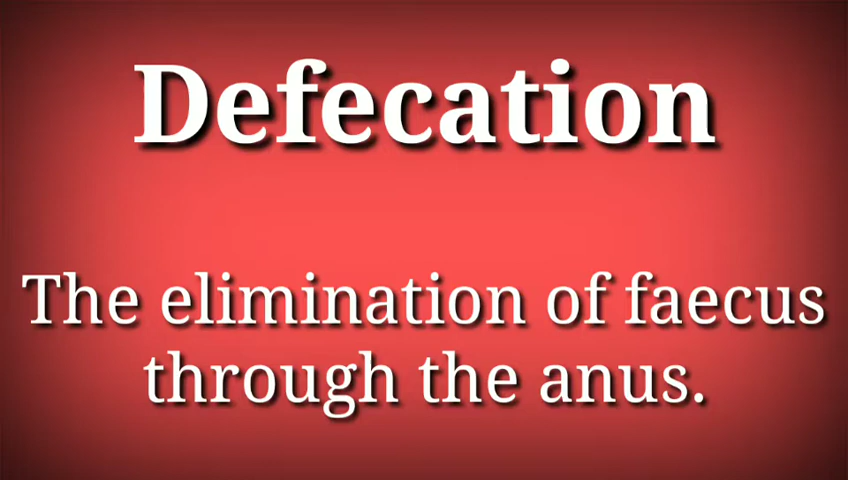 Defecation
The elimination of faecus
through the anus.